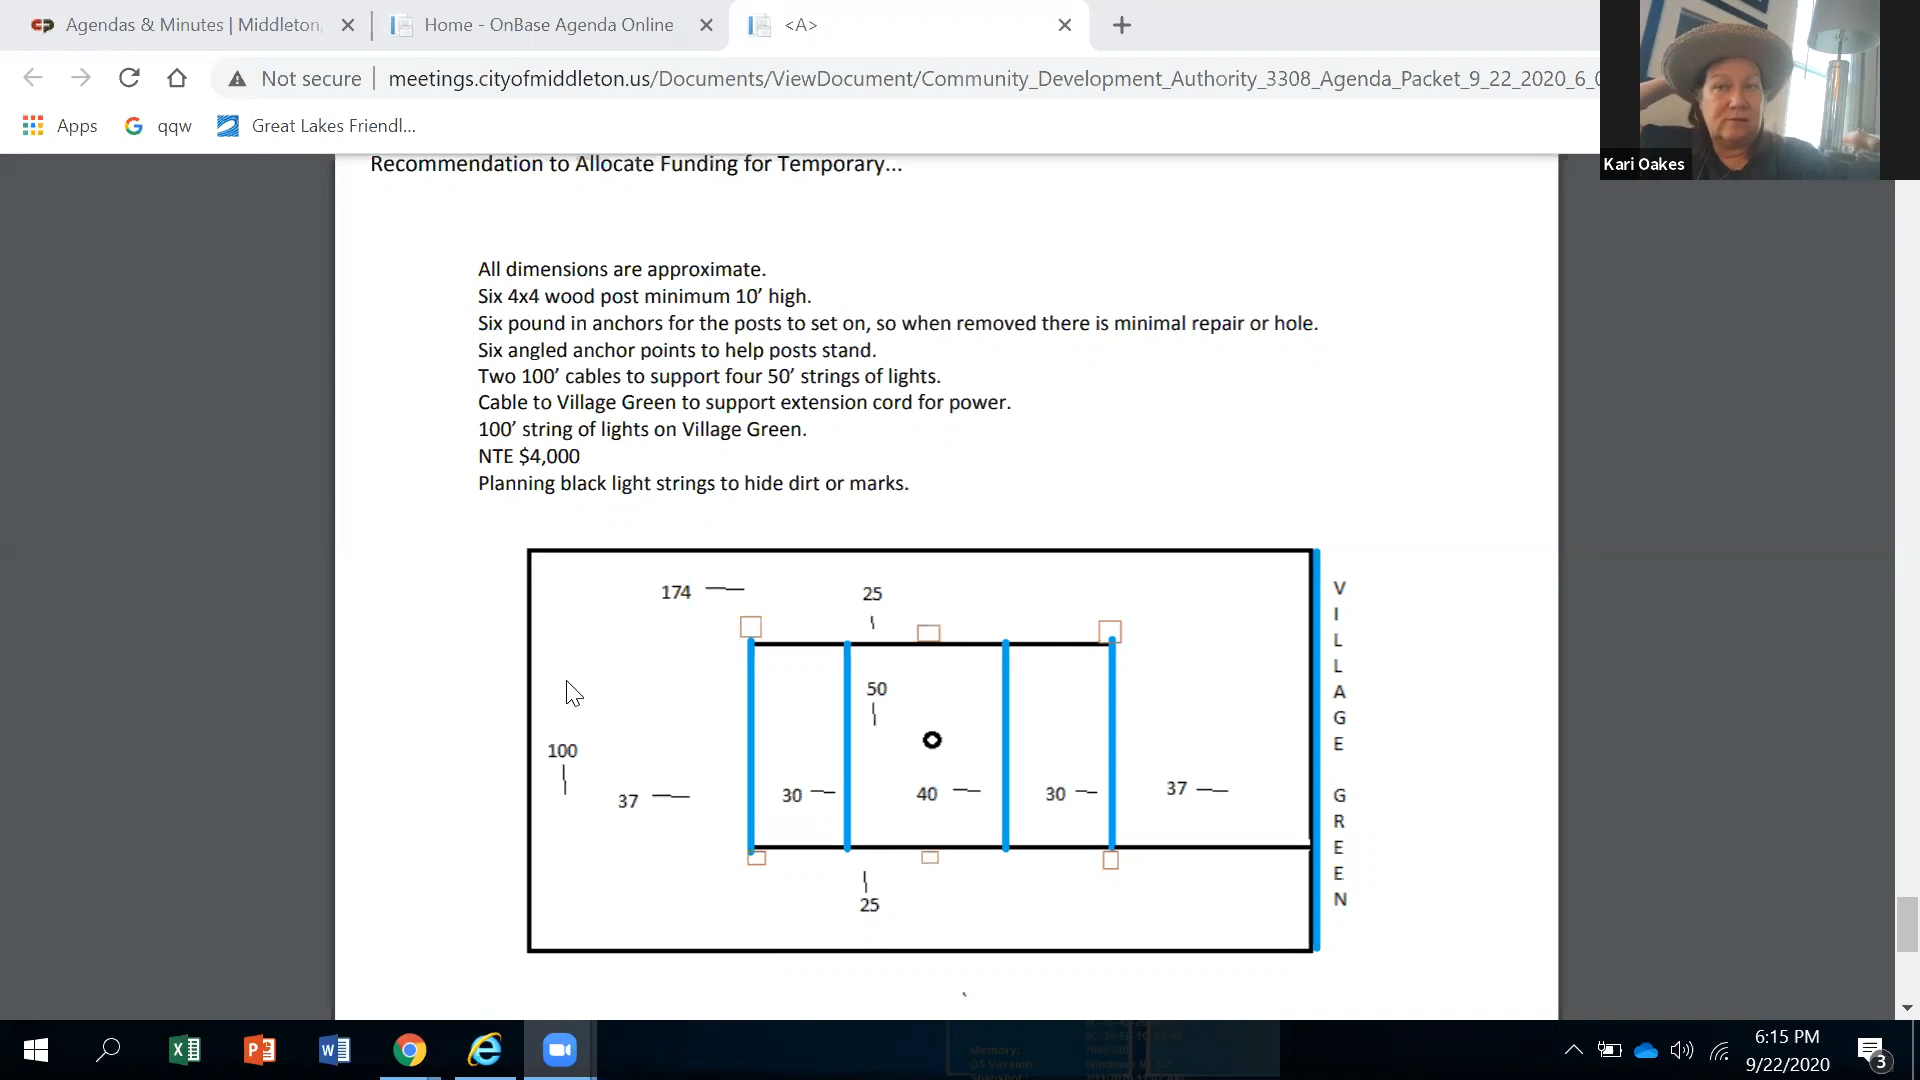 Agendas & Minutes | Middleton,
Home - OnBase Agenda Online
<A>
Not secure
meetings.cityofmiddleton.us/Documents/ViewDocument/Community_Development_Authority_3308_Agenda_Packet_9_22_2020_6_0
Apps
qqw
Great Lakes Friendl...
Kari Oakes
Recommendation to Allocate Funding for Temporary...
All dimensions are approximate.
Six 4x4 wood post minimum 10’ high.
Six pound in anchors for the posts to set on, so when removed there is minimal repair or hole.
Six angled anchor points to help posts stand.
Two 100’ cables to support four 50’ strings of lights.
Cable to Village Green to support extension cord for power.
100’ string of lights on Village Green.
NTE $4,000
Planning black light strings to hide dirt or marks.
174
25
50
100
37
30
40
30
37
25
VILLAGE GREEN
6:15 PM
9/22/2020
3